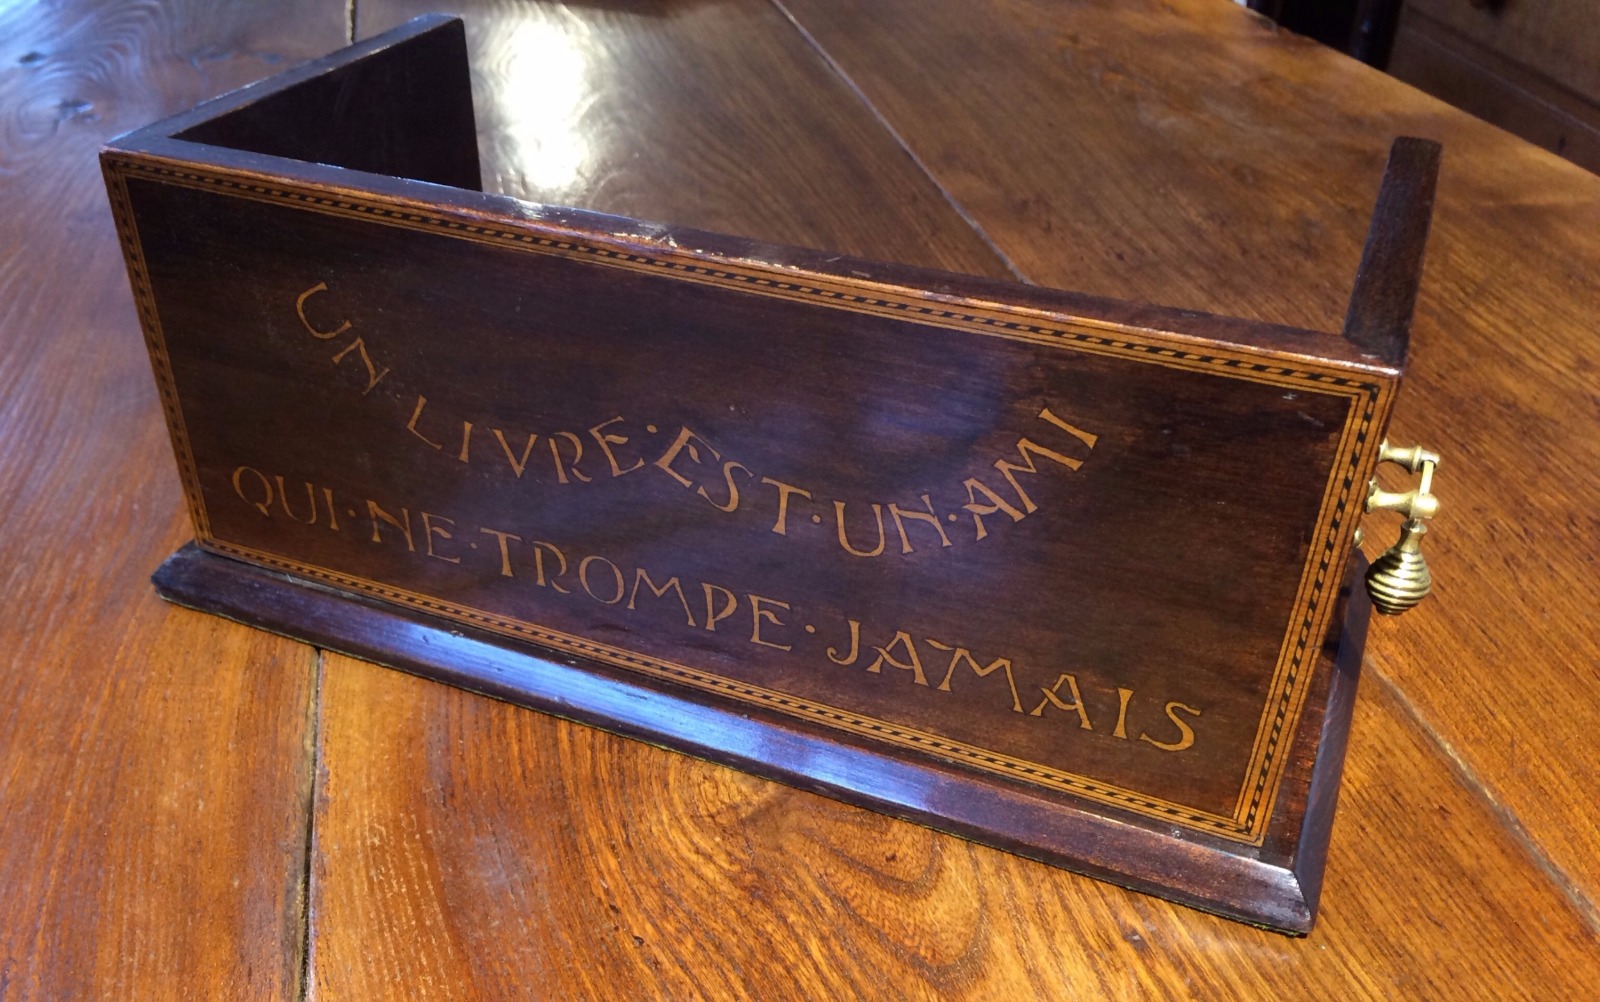 UN · LIVRE · EST · UN · AMI
QUI · NE · TROMPE · JAMAIS